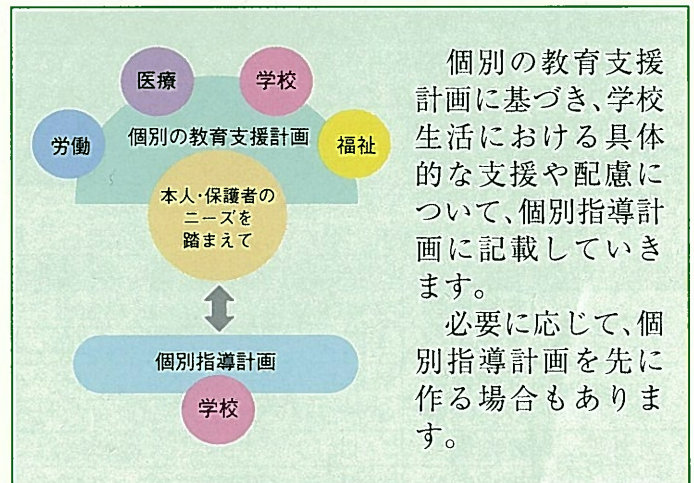 医療
学校
労働
個別の教育支援計画
福祉
本人・保護者の
ニーズを
踏まえて
個別指導計画
学校
個別の教育支援
計画に基づき、学校
生活における具体
的な支援や配慮に
ついて、個別指導計
画に記載していき
ます。
必要に応じて、個
別指導計画を先に
作る場合もありま
す。